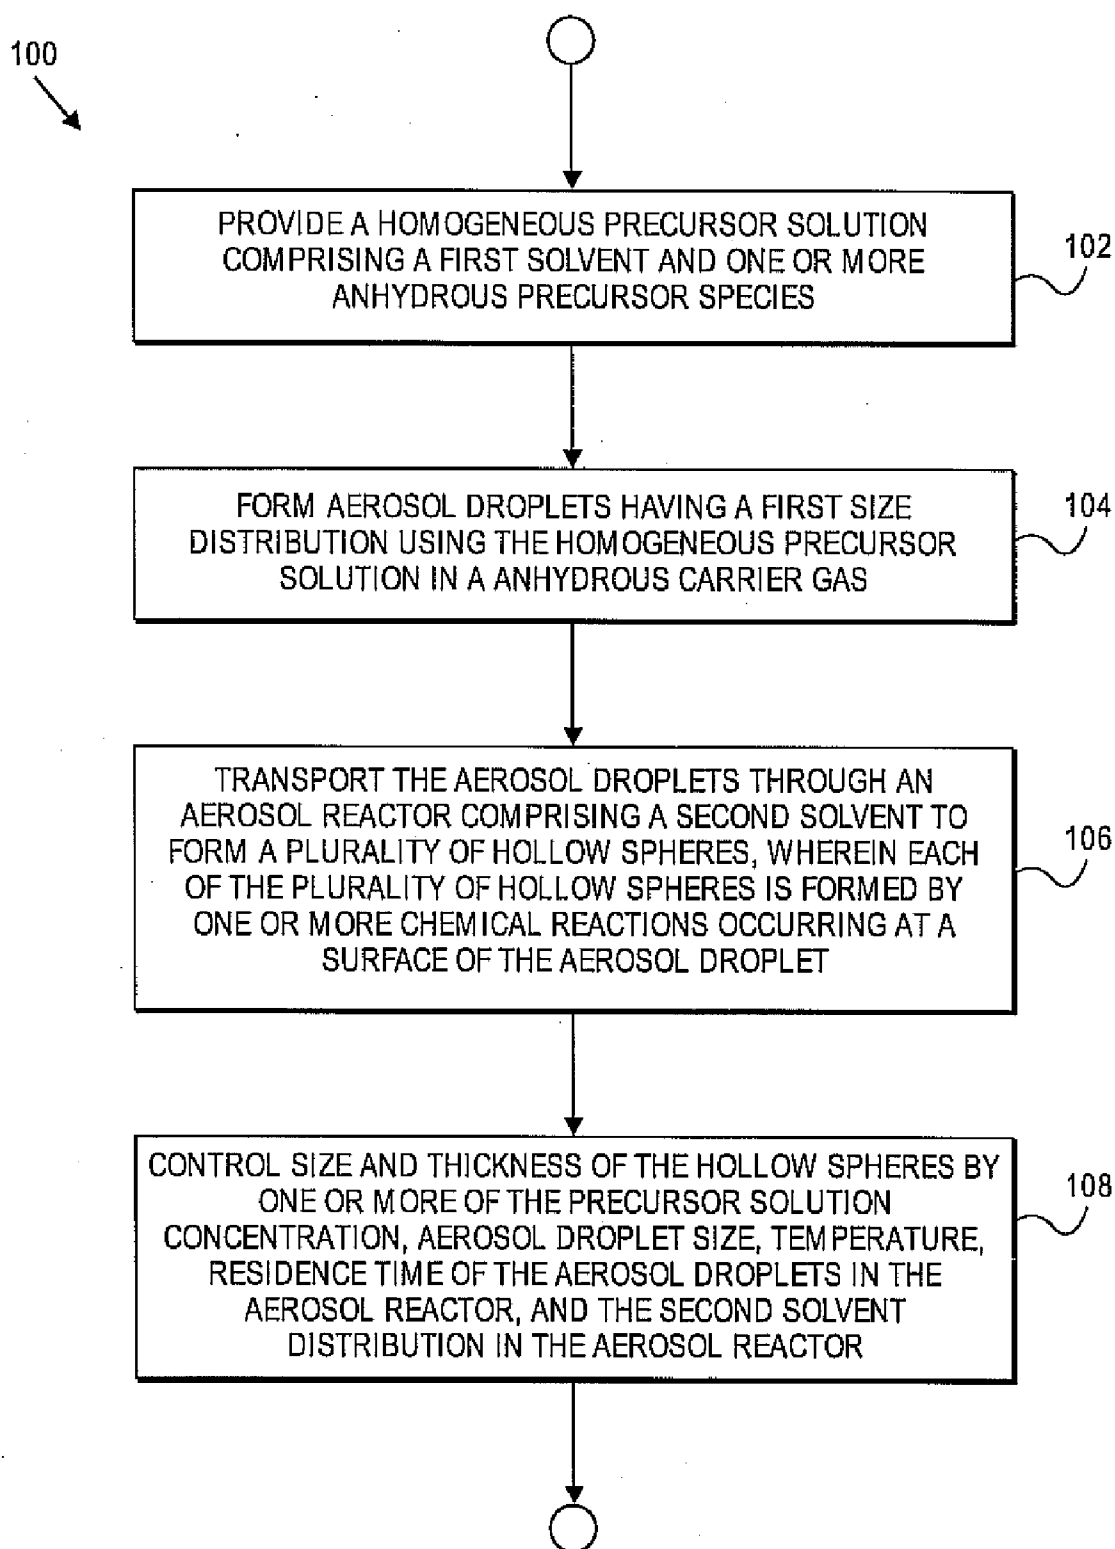 100
PROVIDE A HOMOGENEOUS PRECURSOR SOLUTION
COMPRISING A FIRST SOLVENT AND ONE OR MORE
ANHYDROUS PRECURSOR SPECIES
102
FORM AEROSOL DROPLETS HAVING A FIRST SIZE
DISTRIBUTION USING THE HOMOGENEOUS PRECURSOR
SOLUTION IN A ANHYDROUS CARRIER GAS
104
TRANSPORT THE AEROSOL DROPLETS THROUGH AN
AEROSOL REACTOR COMPRISING A SECOND SOLVENT TO
FORM A PLURALITY OF HOLLOW SPHERES, WHEREIN EACH
OF THE PLURALITY OF HOLLOW SPHERES IS FORMED BY
ONE OR MORE CHEMICAL REACTIONS OCCURRING AT A
SURFACE OF THE AEROSOL DROPLET
106
CONTROL SIZE AND THICKNESS OF THE HOLLOW SPHERES BY
ONE OR MORE OF THE PRECURSOR SOLUTION
CONCENTRATION, AEROSOL DROPLET SIZE, TEMPERATURE,
RESIDENCE TIME OF THE AEROSOL DROPLETS IN THE
AEROSOL REACTOR, AND THE SECOND SOLVENT
DISTRIBUTION IN THE AEROSOL REACTOR
108